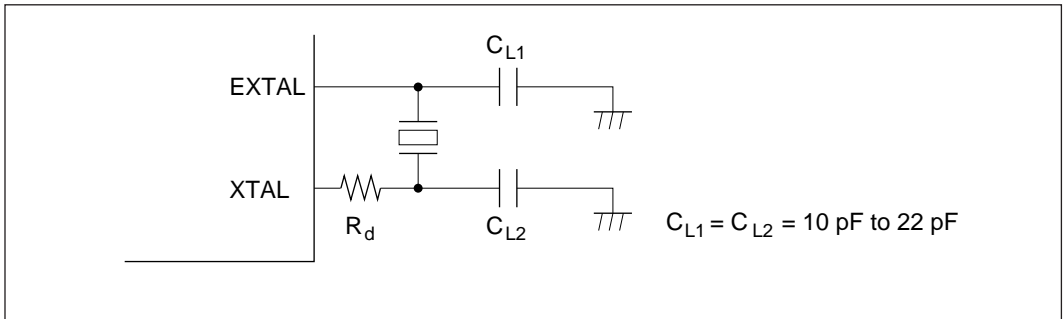 C_L1
EXTAL
XTAL
R_d
C_L2
C_L1 = C_L2 = 10 pF to 22 pF